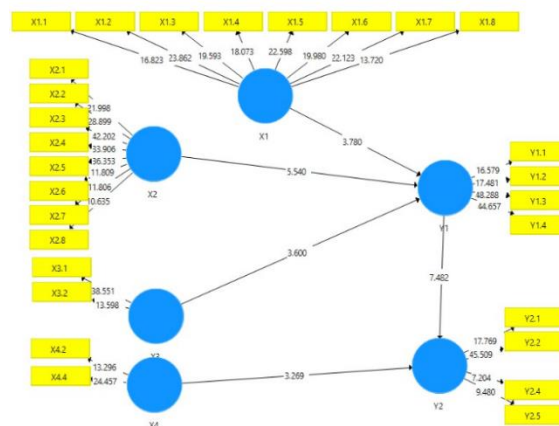 X1.1 X1.2 X1.3 X1.4 X1.5 X1.6 X1.7 X1.8
16.823 23.862 19.593 18.073 22.598 19.980 22.123 13.720
X1
X2.1
X2.2
X2.3
X2.4
X2.5
X2.6
X2.7
X2.8
21.998
28.899
42.202
33.906
36.353
11.809
11.806
10.635
X2
3.780
5.540
3.600
Y1.1
Y1.2
Y1.3
Y1.4
16.579
17.481
48.288
44.657
Y1
X3.1
X3.2
38.551
13.598
X3
7.482
X4.2
X4.4
13.296
24.457
X4
3.269
Y2.1
Y2.2
Y2.4
Y2.5
17.769
45.509
7.204
9.480
Y2